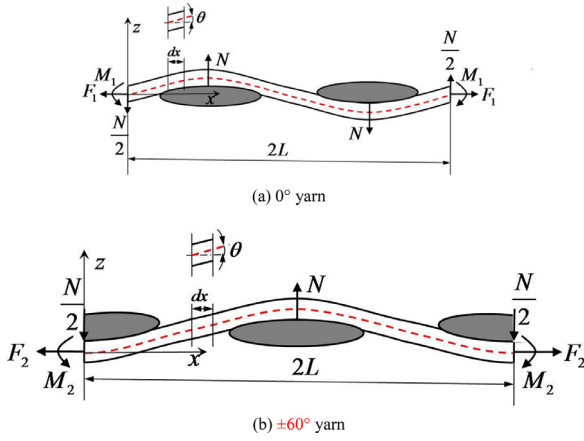 z
θ
dx
N
N/2
M₁
M₁
F₁
x
F₁
N/2
N
2L
(a) 0° yarn
z
θ
N/2
dx
N
N/2
F₂
x
F₂
M₂
2L
M₂
(b) ±60° yarn